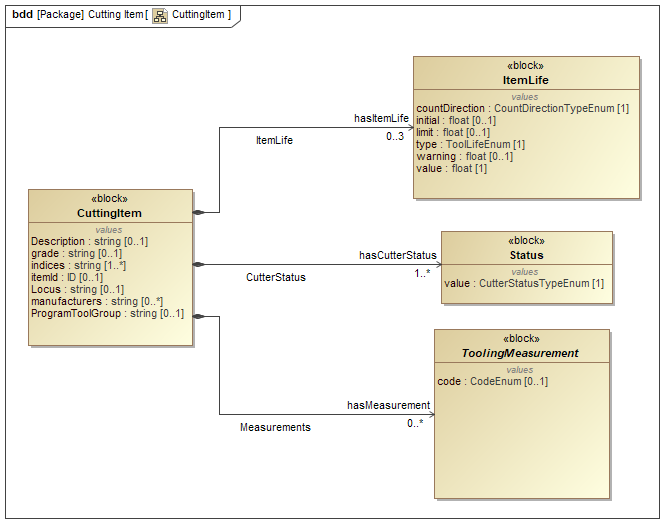 bdd [Package] Cutting Item [ CuttingItem ]
«block»
ItemLife
values
countDirection : CountDirectionTypeEnum [1]
initial : float [0..1]
limit : float [0..1]
type : ToolLifeEnum [1]
warning : float [0..1]
value : float [1]
hasItemLife
0..3
ItemLife
«block»
CuttingItem
values
Description : string [0..1]
grade : string [0..1]
indices : string [1..*]
itemId : ID [0..1]
Locus : string [0..1]
manufacturers : string [0..*]
ProgramToolGroup : string [0..1]
hasCutterStatus
1..*
CutterStatus
«block»
Status
values
value : CutterStatusTypeEnum [1]
«block»
ToolingMeasurement
values
code : CodeEnum [0..1]
hasMeasurement
0..*
Measurements